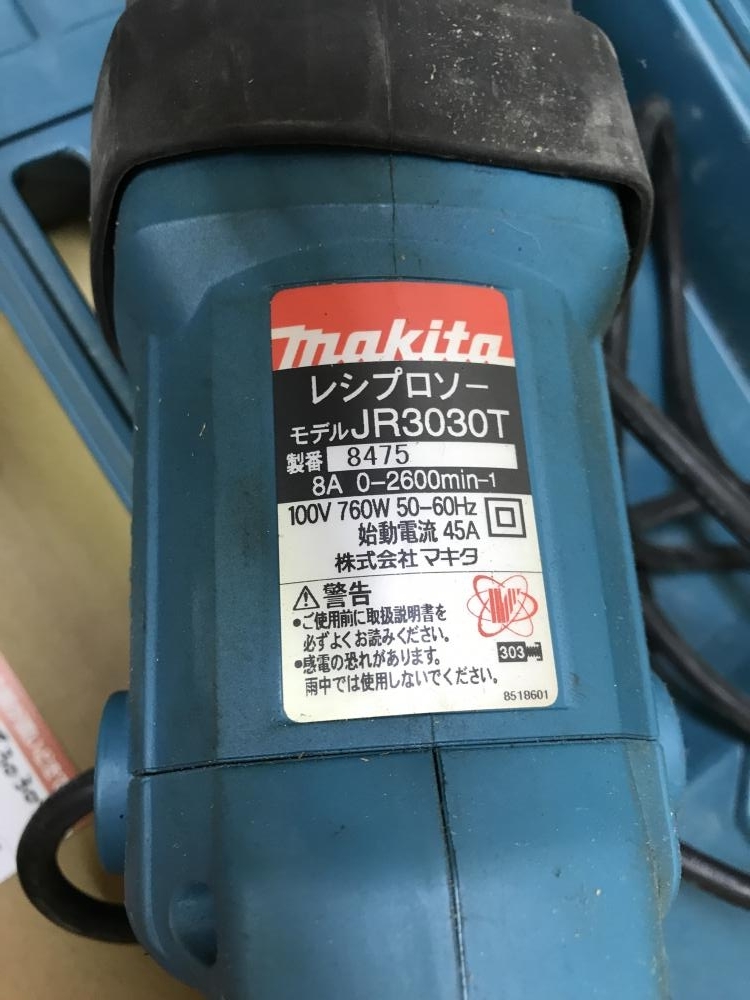 makita
レシプロソー
モデルJR3030T
製番 8475
8A 0-2600min-1
100V 760W 50-60Hz
始動電流 45A
株式会社マキタ
⚠警告
•ご使用前に取扱説明書を
必ずよくお読みください。
•感電の恐れがあります。
雨中では使用しないでください。
303
851B601